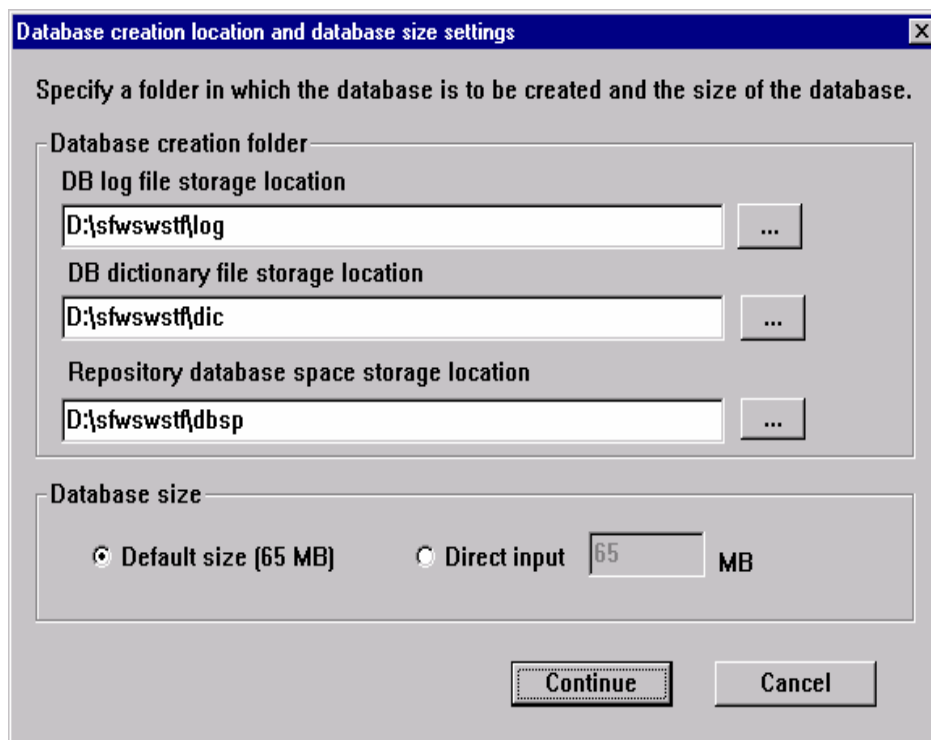 Database creation location and database size settings
Specify a folder in which the database is to be created and the size of the database.
Database creation folder
DB log file storage location
D:\sfwswstf\log
...
DB dictionary file storage location
D:\sfwswstf\dic
...
Repository database space storage location
D:\sfwswstf\dbsp
...
Database size
Default size (65 MB) Direct input 65 MB
Continue Cancel